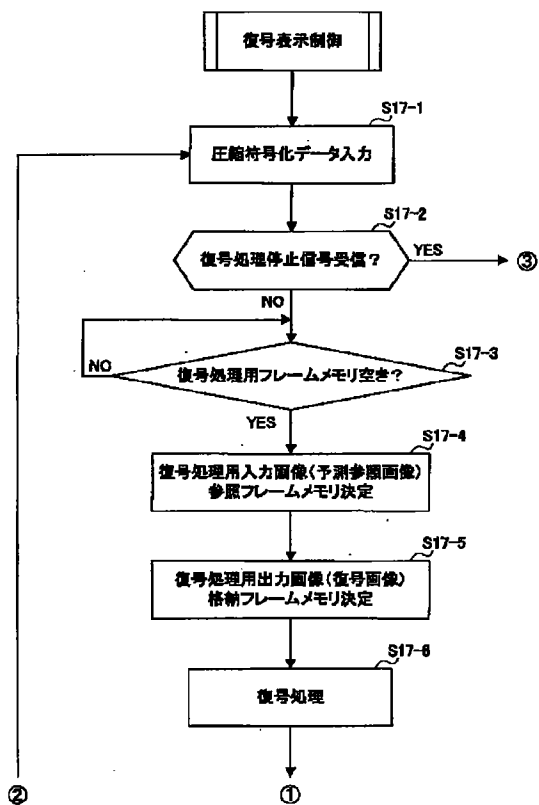 復号表示制御
S17-1
圧縮符号化データ入力
S17-2
復号処理停止信号受信?
YES
③
NO
S17-3
復号処理用フレームメモリ空き?
NO
YES
S17-4
復号処理用入力画像(予測参照画像)
参照フレームメモリ決定
S17-5
復号処理用出力画像(復号画像)
格納フレームメモリ決定
S17-6
復号処理
②
①